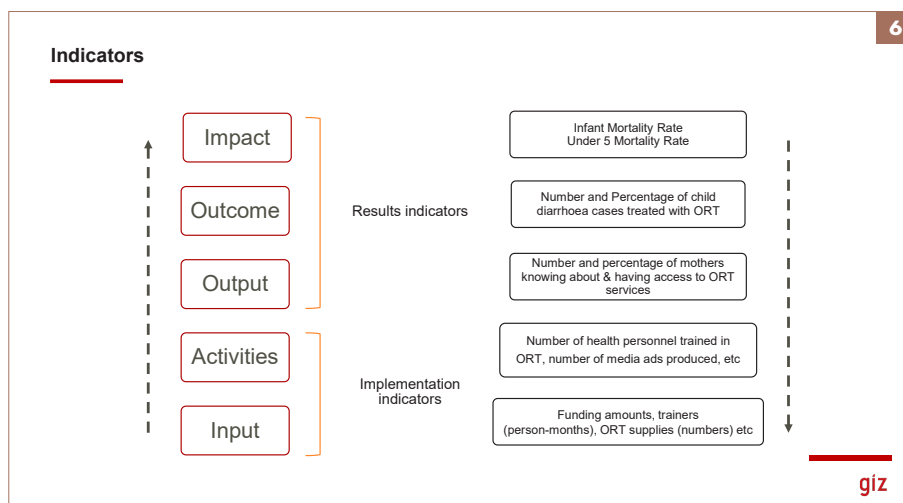 6
Indicators
Impact
Infant Mortality Rate
Under 5 Mortality Rate
Outcome
Results indicators
Number and Percentage of child
diarrhoea cases treated with ORT
Output
Number and percentage of mothers
knowing about & having access to ORT
services
Activities
Number of health personnel trained in
ORT, number of media ads produced, etc
Implementation
indicators
Input
Funding amounts, trainers
(person-months), ORT supplies (numbers) etc
giz